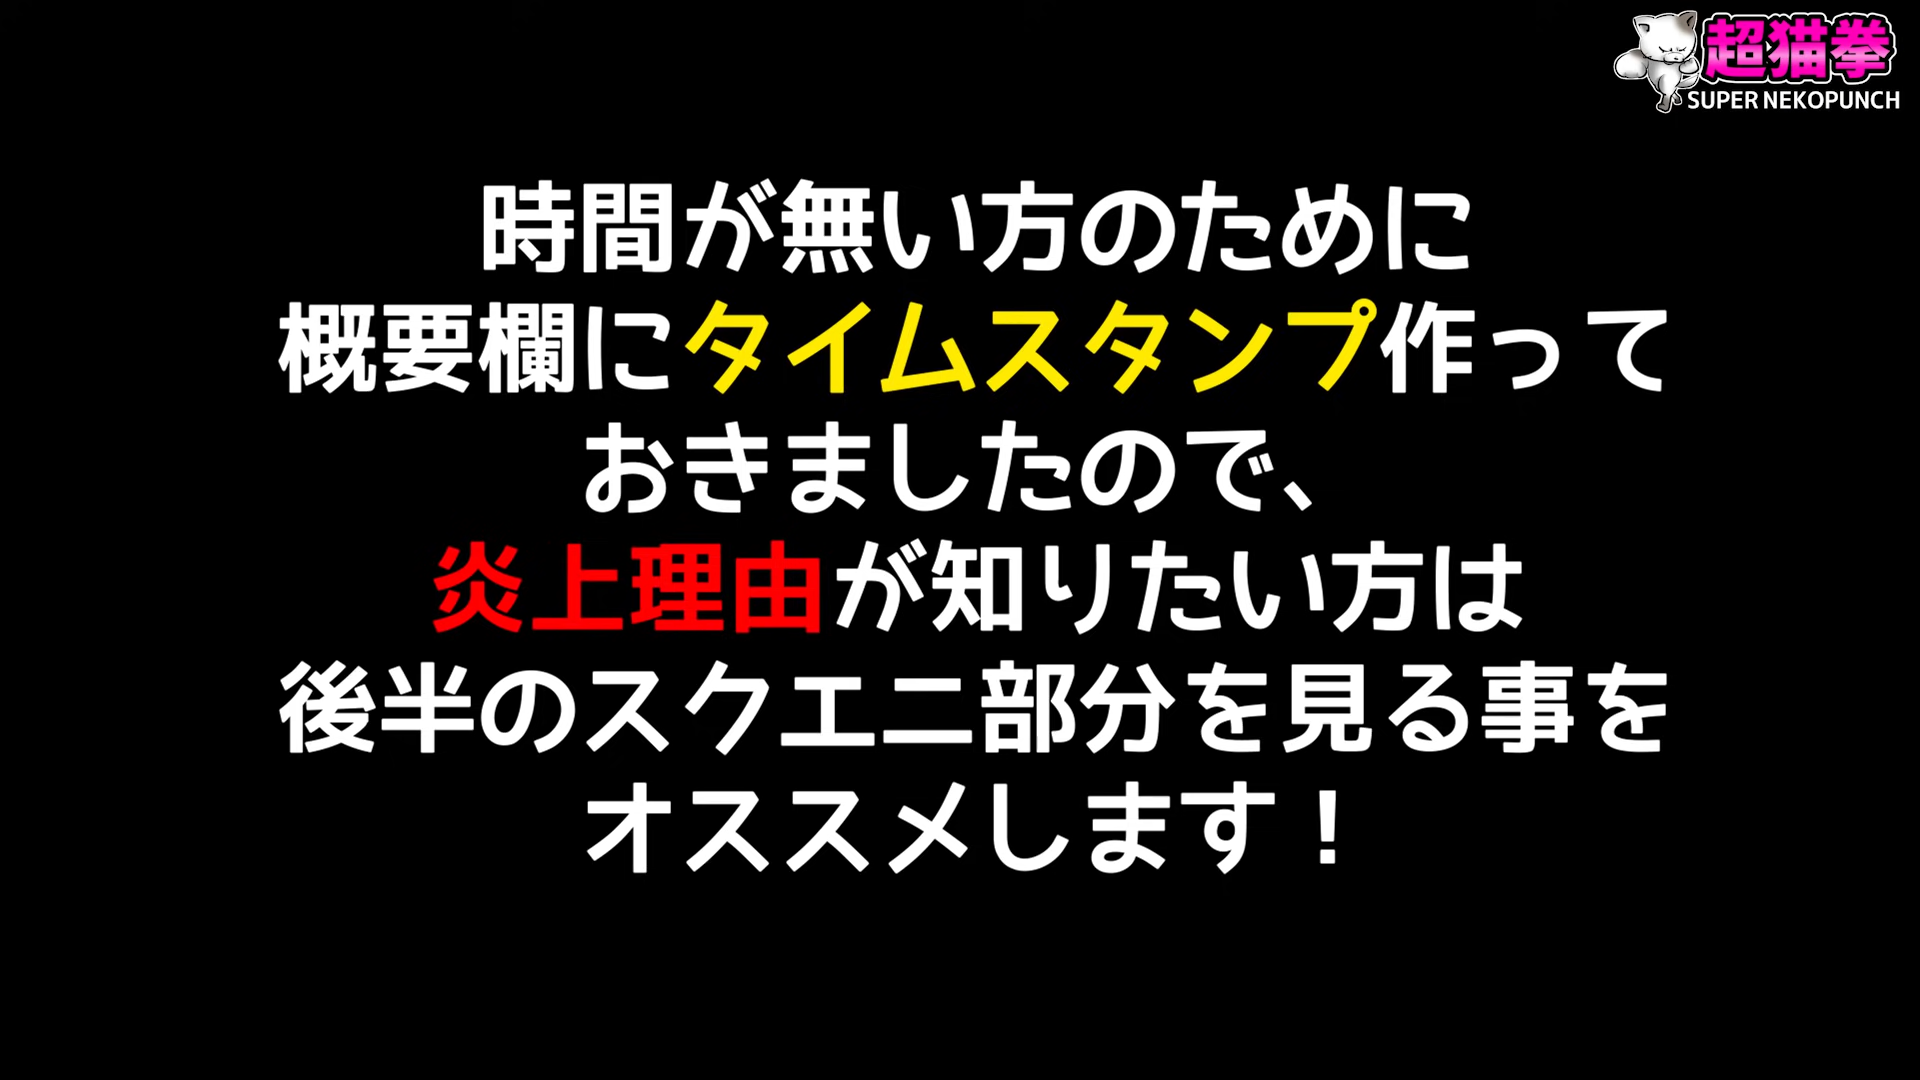 超猫拳
SUPER NEKOPUNCH
時間が無い方のために
概要欄にタイムスタンプ作って
おきましたので、
炎上理由が知りたい方は
後半のスクエニ部分を見る事を
オススメします！